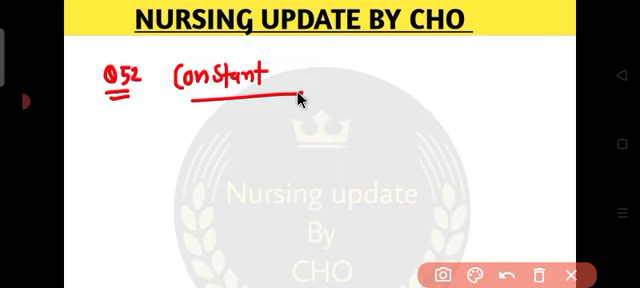 NURSING UPDATE BY CHO
Q52 Constant
Nursing update
By
CHO